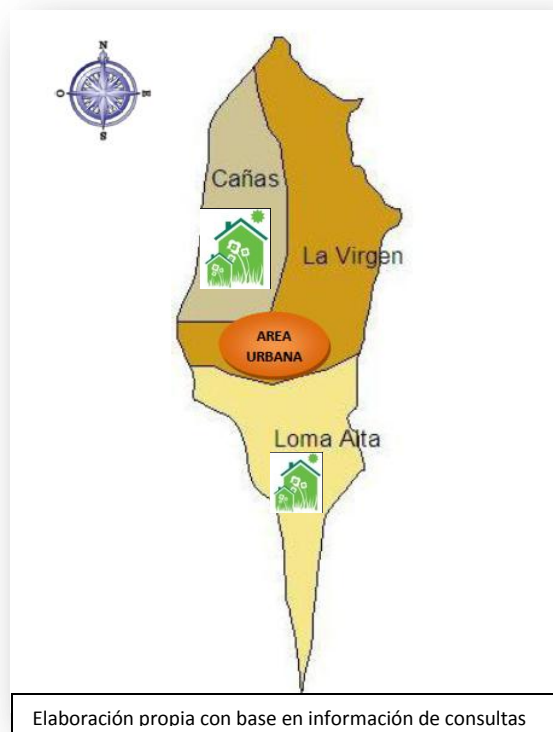 N
O
E
S
Cañas
La Virgen
AREA
URBANA
Loma Alta
Elaboración propia con base en información de consultas